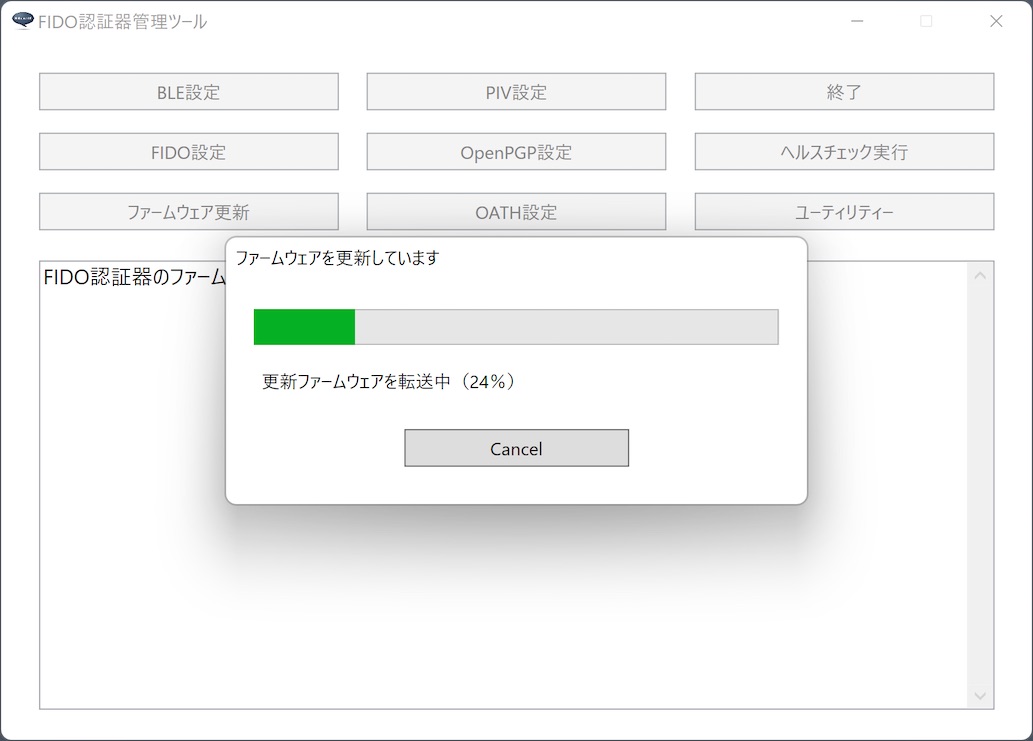 FIDO認証器管理ツール
BLE設定
PIV設定
終了
FIDO設定
OpenPGP設定
ヘルスチェック実行
ファームウェア更新
OATH設定
ユーティリティー
FIDO認証器のファーム
ファームウェアを更新しています
更新ファームウェアを転送中（24%）
Cancel